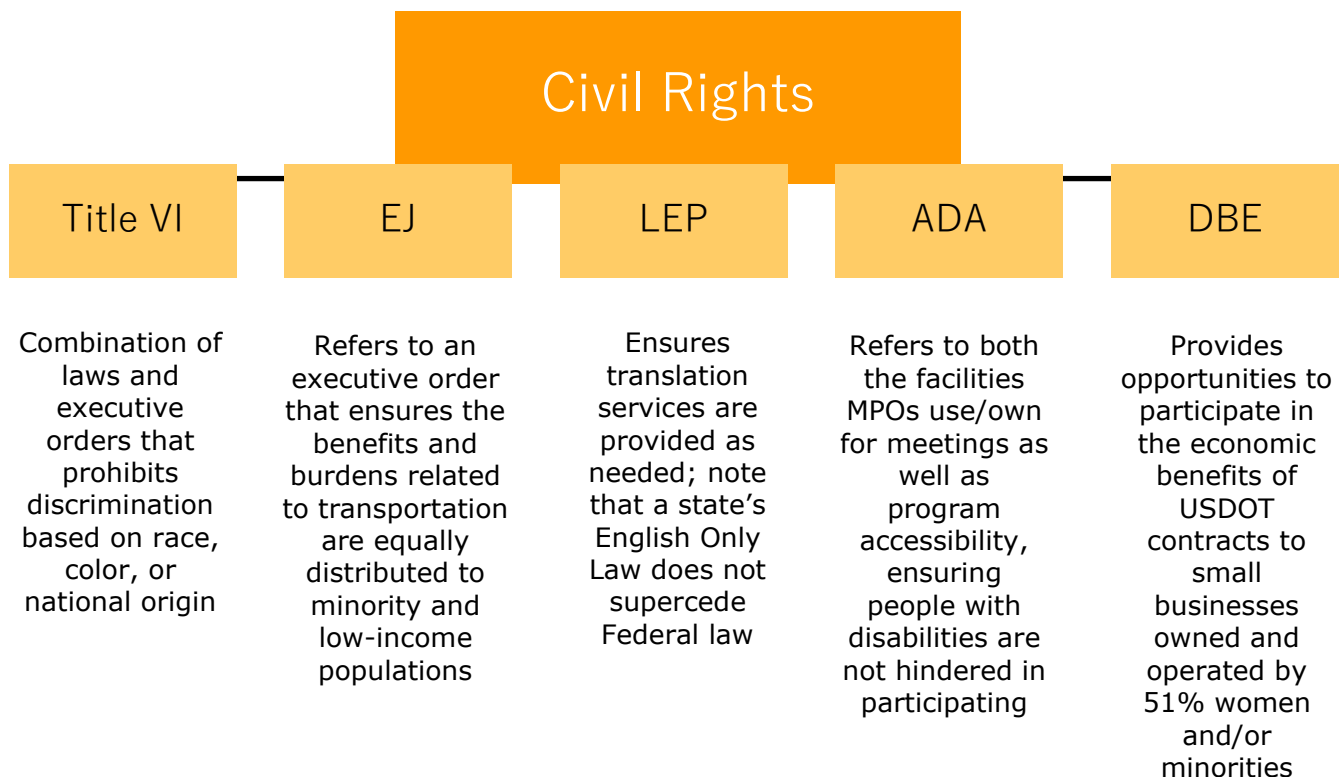 Civil Rights
Title VI
EJ
LEP
ADA
DBE
Combination of
laws and
executive
orders that
prohibits
discrimination
based on race,
color, or
national origin
Refers to an
executive order
that ensures the
benefits and
burdens related
to transportation
are equally
distributed to
minority and
low-income
populations
Ensures
translation
services are
provided as
needed; note
that a state’s
English Only
Law does not
supercede
Federal law
Refers to both
the facilities
MPOs use/own
for meetings as
well as
program
accessibility,
ensuring
people with
disabilities are
not hindered in
participating
Provides
opportunities to
participate in
the economic
benefits of
USDOT
contracts to
small
businesses
owned and
operated by
51% women
and/or
minorities